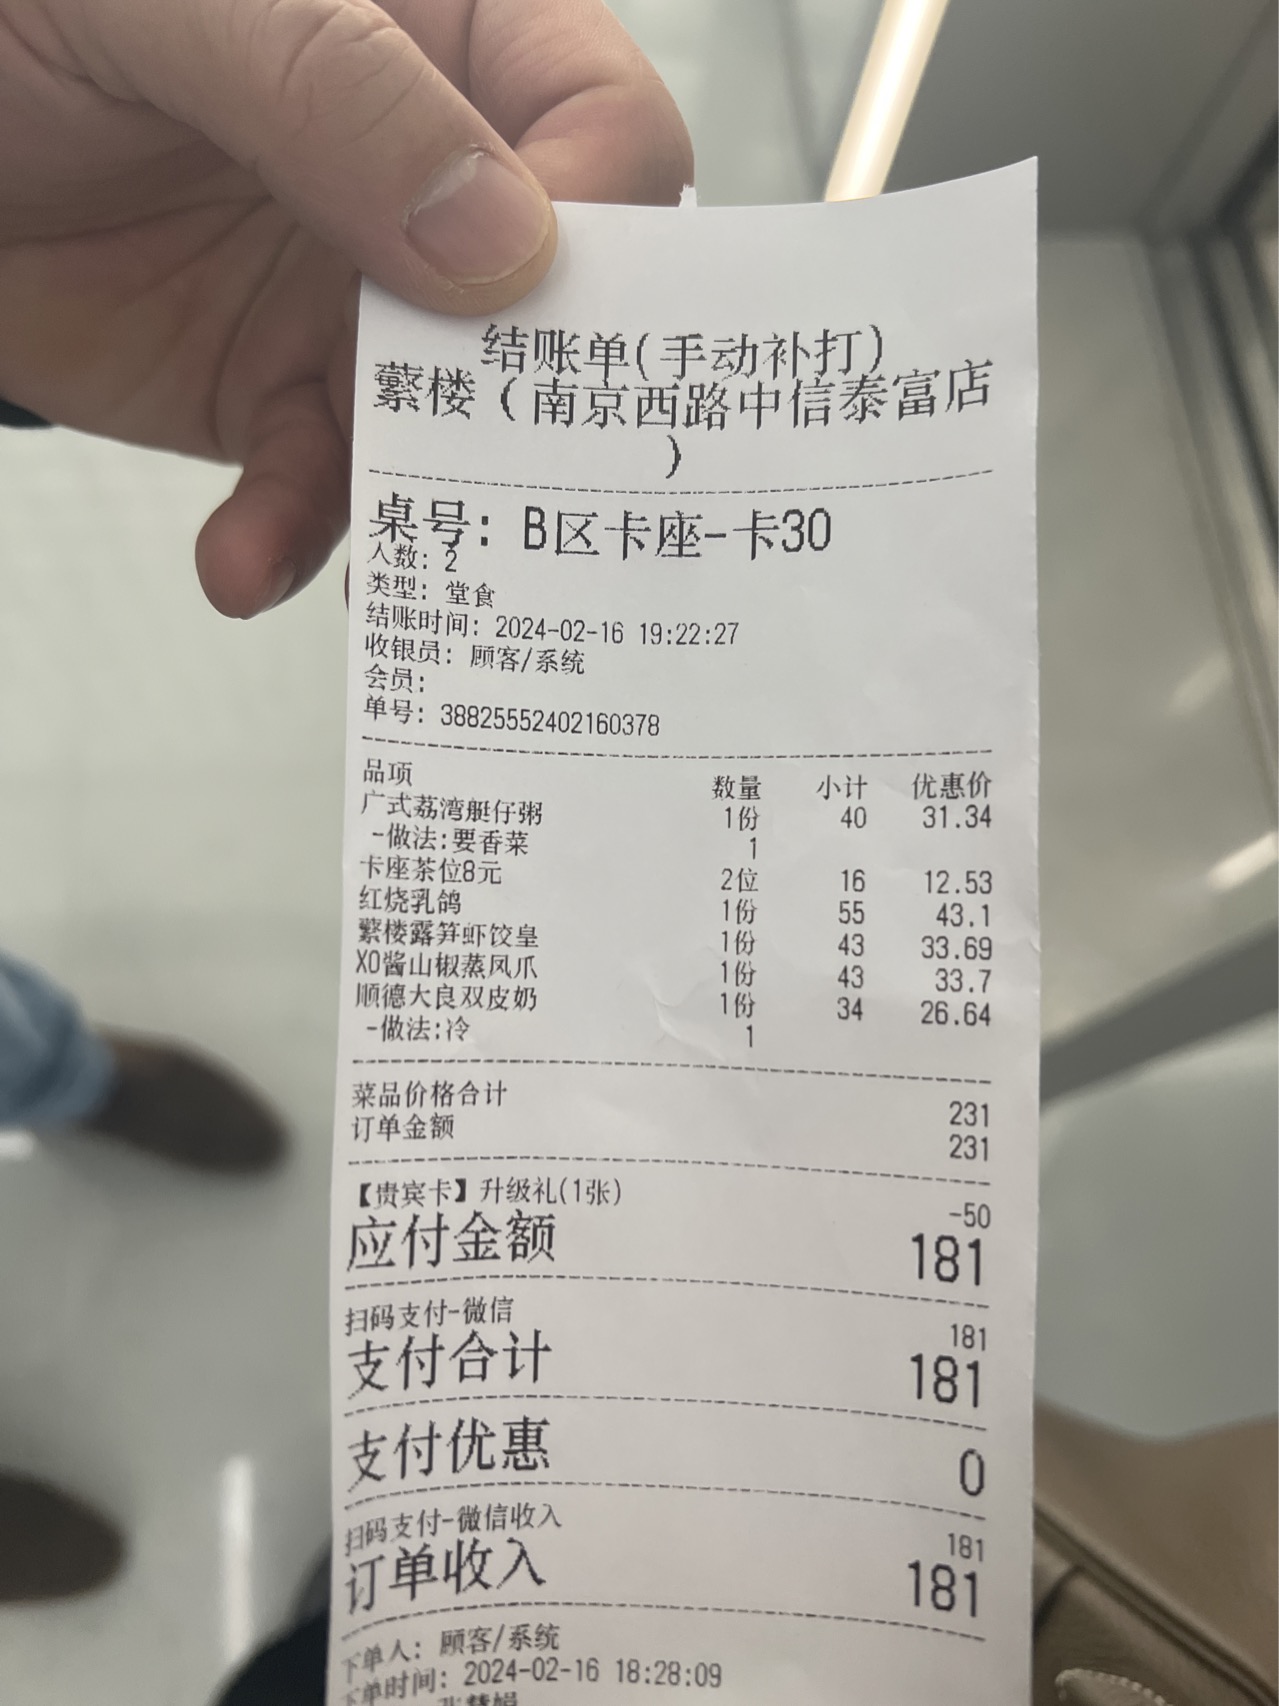 结账单(手动补打)
蘩楼（南京西路中信泰富店
）
桌号: B区卡座-卡30
人数: 2
类型: 堂食
结账时间: 2024-02-16 19:22:27
收银员: 顾客/系统
会员:
单号: 38825552402160378
品项 数量 小计 优惠价
广式荔湾艇仔粥 1份 40 31.34
-做法:要香菜 1
卡座茶位8元 2位 16 12.53
红烧乳鸽 1份 55 43.1
蘩楼露笋虾饺皇 1份 43 33.69
XO酱山椒蒸凤爪 1份 43 33.7
顺德大良双皮奶 1份 34 26.64
-做法:冷 1
菜品价格合计 231
订单金额 231
【贵宾卡】升级礼(1张) -50
应付金额 181
扫码支付-微信 181
支付合计 181
支付优惠 0
扫码支付-微信收入 181
订单收入 181
下单人: 顾客/系统
下单时间: 2024-02-16 18:28:09